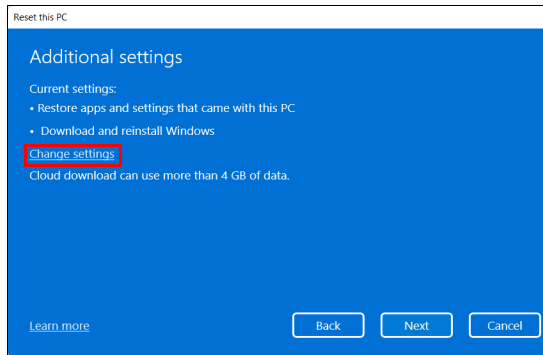 Reset this PC
Additional settings
Current settings:
• Restore apps and settings that came with this PC
• Download and reinstall Windows
Change settings
Cloud download can use more than 4 GB of data.
Learn more
Back
Next
Cancel